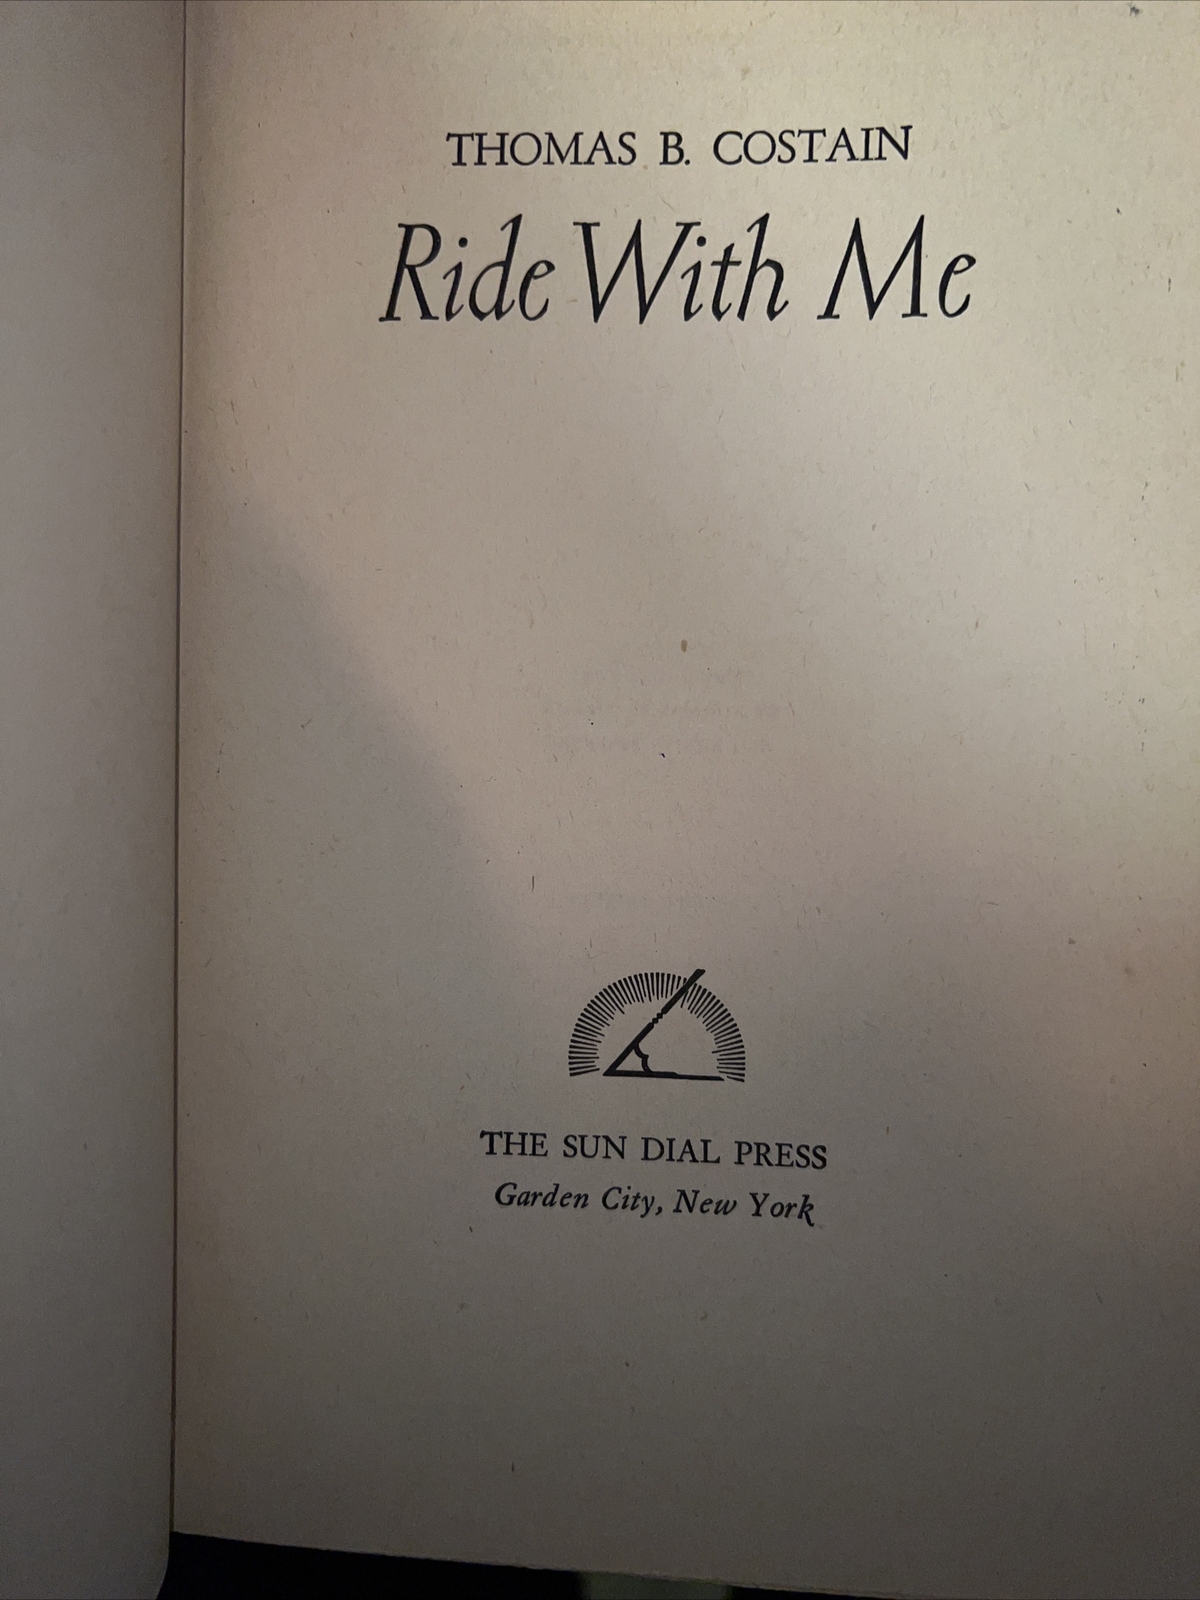 THOMAS B. COSTAIN
Ride With Me
THE SUN DIAL PRESS
Garden City, New York